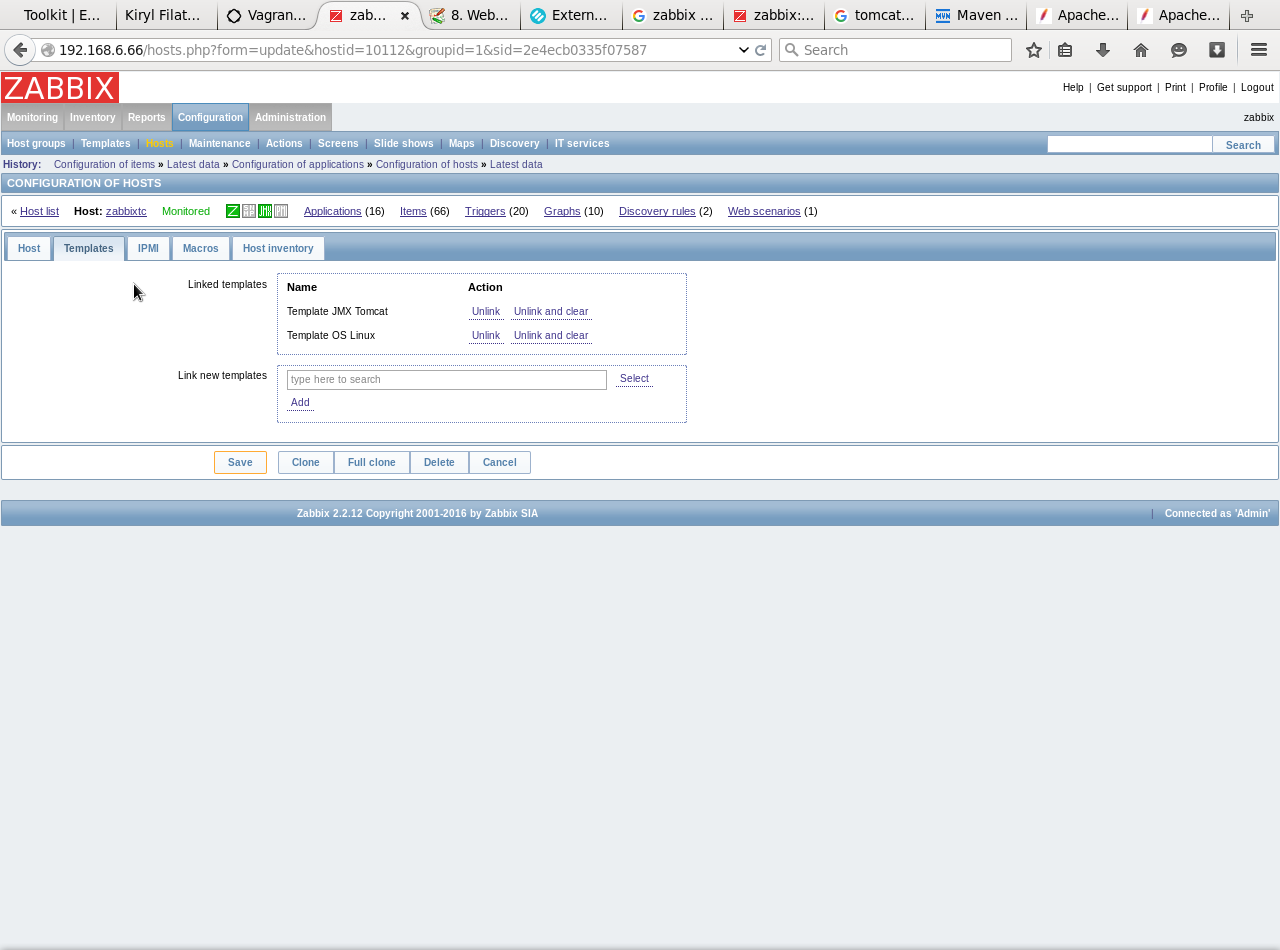 Toolkit | E... Kiryl Filat... Vagran... zab... 8. Web... Extern... zabbix ... zabbix:... tomcat... Maven ... Apache... Apache...
192.168.6.66/hosts.php?form=update&hostid=10112&groupid=1&sid=2e4ecb0335f07587 Search
ZABBIX Help | Get support | Print | Profile | Logout
Monitoring Inventory Reports Configuration Administration zabbix
Host groups | Templates | Hosts | Maintenance | Actions | Screens | Slide shows | Maps | Discovery | IT services Search
History: Configuration of items » Latest data » Configuration of applications » Configuration of hosts » Latest data
CONFIGURATION OF HOSTS
« Host list Host: zabbixtc Monitored Z JMX Applications (16) Items (66) Triggers (20) Graphs (10) Discovery rules (2) Web scenarios (1)
Host Templates IPMI Macros Host inventory
Linked templates Name Action
Template JMX Tomcat Unlink Unlink and clear
Template OS Linux Unlink Unlink and clear
Link new templates type here to search Select
Add
Save Clone Full clone Delete Cancel
Zabbix 2.2.12 Copyright 2001-2016 by Zabbix SIA | Connected as 'Admin'